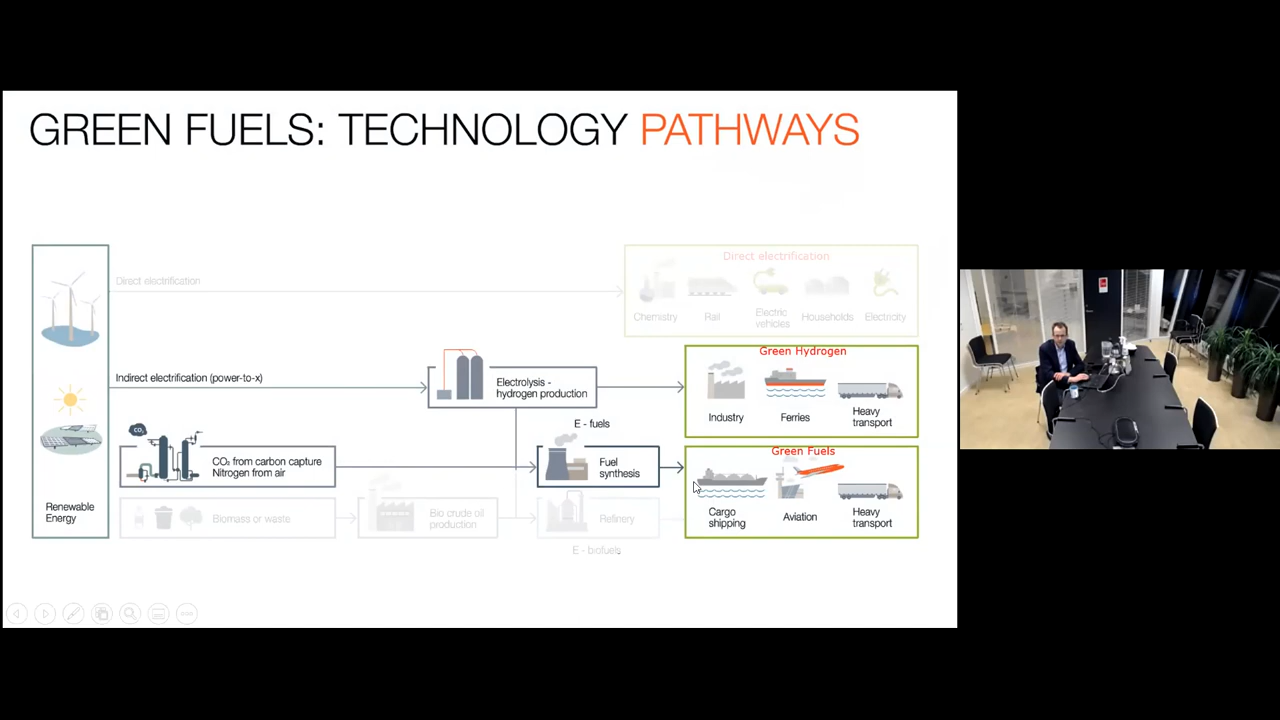 GREEN FUELS: TECHNOLOGY PATHWAYS
Direct electrification
Direct electrification
Chemistry
Rail
Electric
vehicles
Households
Electricity
Indirect electrification (power-to-x)
Electrolysis -
hydrogen production
Green Hydrogen
Industry
Ferries
Heavy
transport
E - fuels
CO₂
CO₂ from carbon capture
Nitrogen from air
Fuel
synthesis
Green Fuels
Cargo
shipping
Aviation
Heavy
transport
Renewable
Energy
Biomass or waste
Bio crude oil
production
Refinery
E - biofuels